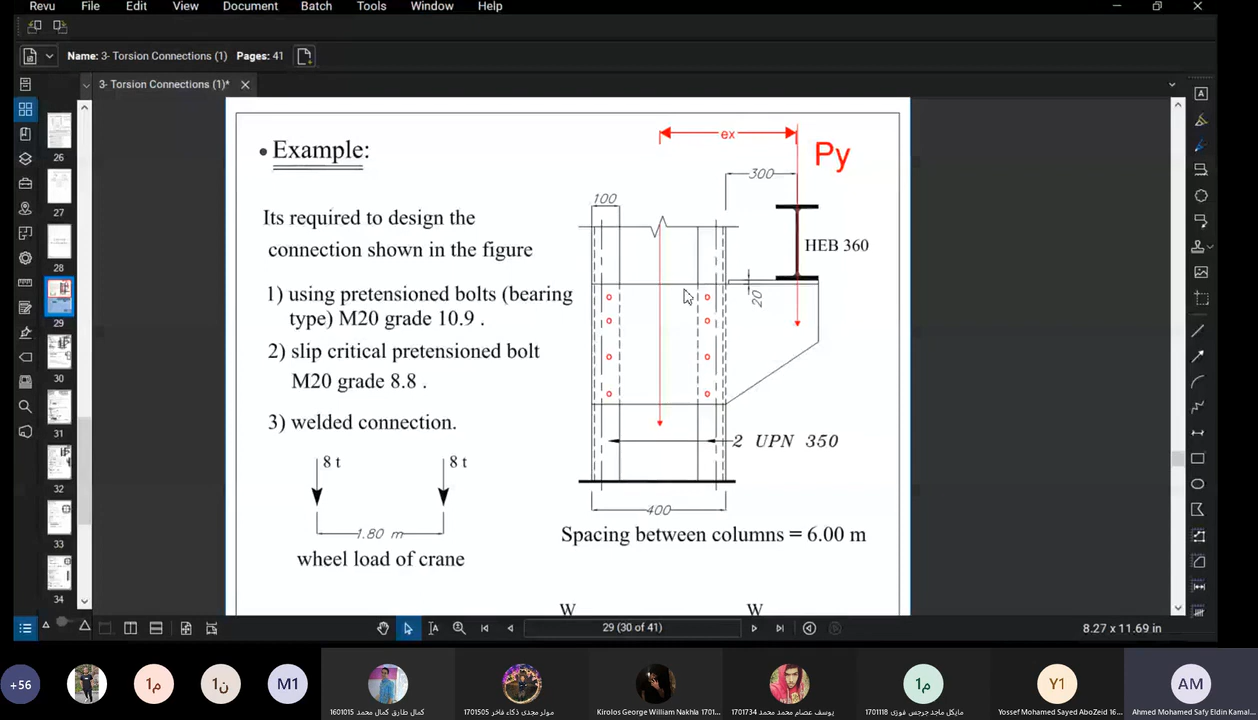 Revu File Edit View Document Batch Tools Window Help
Name: 3- Torsion Connections (1) Pages: 41
3- Torsion Connections (1)*
26
27
28
29
30
31
32
33
34
• Example:
Its required to design the
connection shown in the figure
1) using pretensioned bolts (bearing
type) M20 grade 10.9 .
2) slip critical pretensioned bolt
M20 grade 8.8 .
3) welded connection.
8 t 8 t
1.80 m
wheel load of crane
ex
Py
300
100
HEB 360
20
2 UPN 350
400
Spacing between columns = 6.00 m
W W
29 (30 of 41)
8.27 x 11.69 in
+56
م1
ن1
M1
كمال طارق كمال محمد 1601015
مولر مجدى ذكاء فاخر 1701505
Kirolos George William Nakhla 1701...
يوسف عصام محمد محمد 1701734
م1
مايكل ماجد جرجس فوزى 1701118
Y1
Yossef Mohamed Sayed AboZeid 16...
AM
Ahmed Mohamed Safy Eldin Kamal...